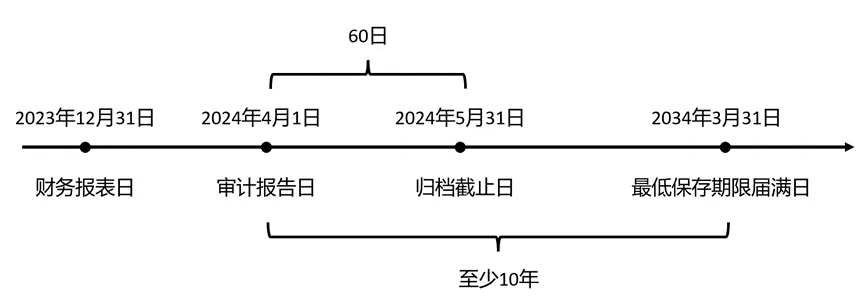 60日
2023年12月31日
2024年4月1日
2024年5月31日
2034年3月31日
财务报表日
审计报告日
归档截止日
最低保存期限届满日
至少10年